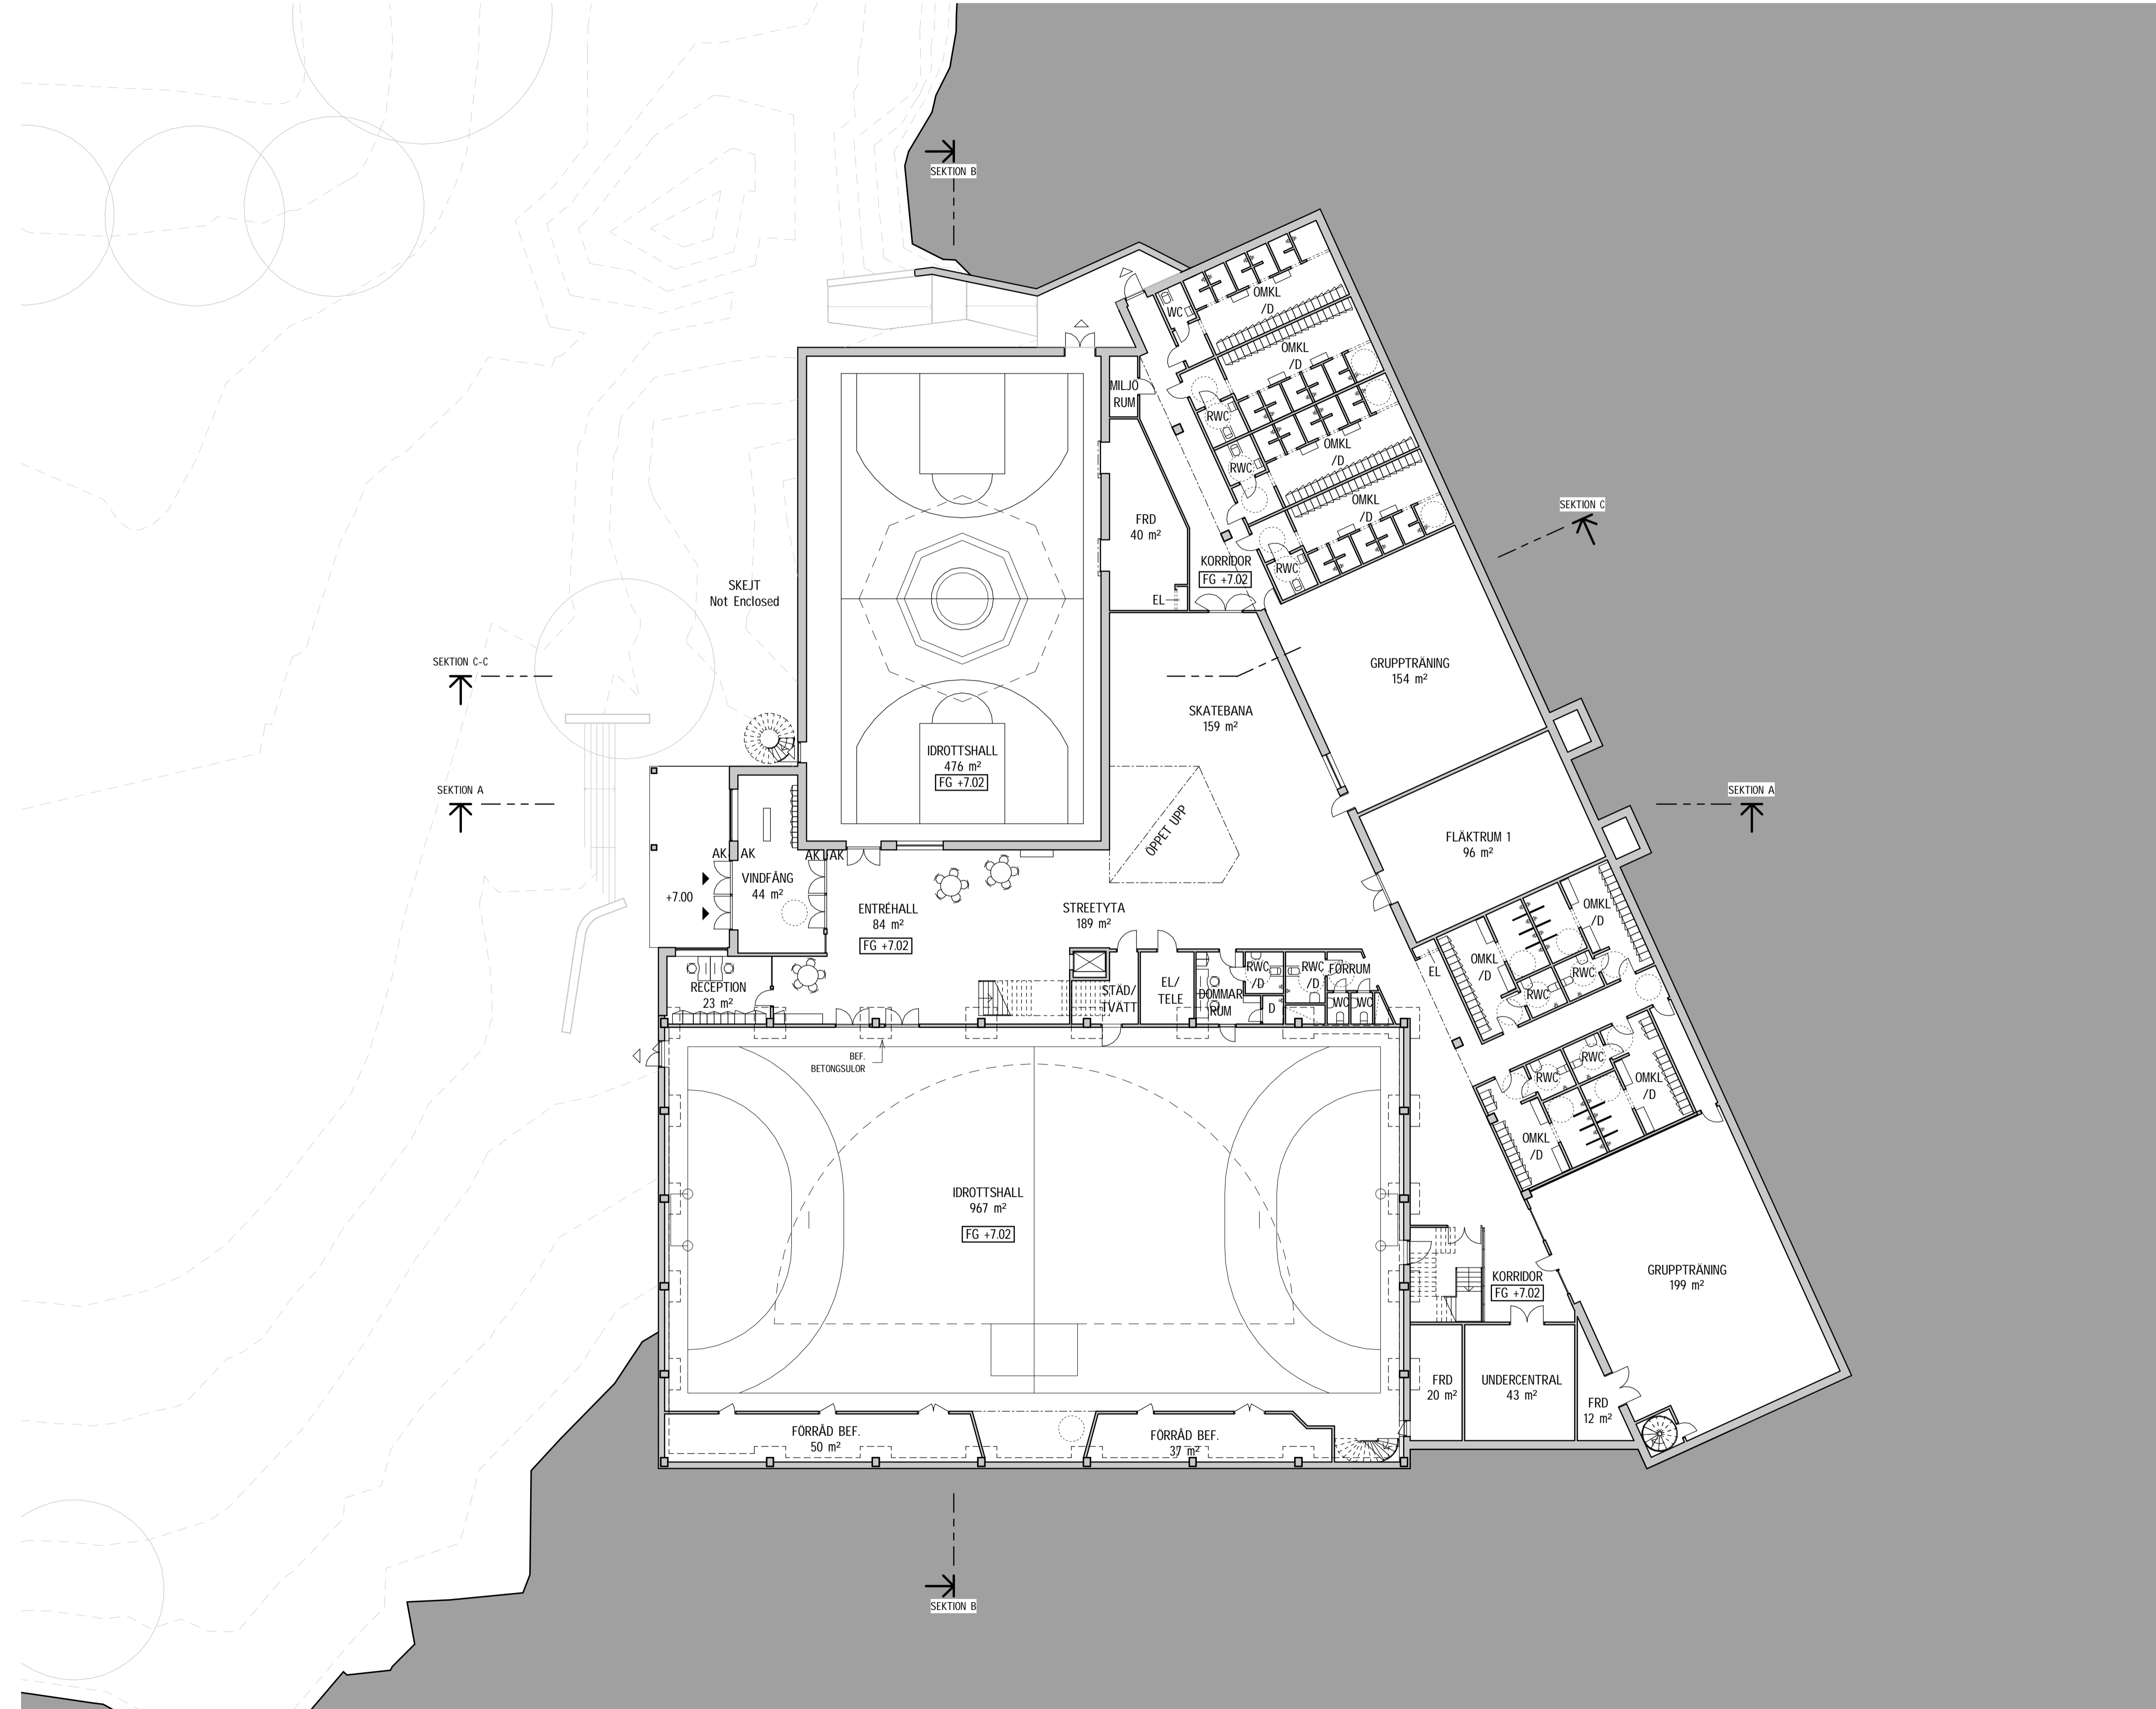 SEKTION B
WC
OMKL
/D
OMKL
/D
MILJÖ
RUM
RWC
OMKL
/D
RWC
OMKL
/D
SEKTION C
FRD
40 m²
KORRIDOR
FG +7.02
RWC
EL
SKEJT
Not Enclosed
SEKTION C-C
GRUPPTRÄNING
154 m²
SKATEBANA
159 m²
IDROTTSHALL
476 m²
FG +7.02
SEKTION A
SEKTION A
ÖPPET UPP
FLÄKTRUM 1
96 m²
AK
AK
AK
AK
VINDFÅNG
44 m²
+7.00
ENTRÉHALL
84 m²
FG +7.02
STREETYTA
189 m²
OMKL
/D
OMKL
/D
EL
RWC
RWC
RECEPTION
23 m²
STÄD/
TVÄTT
EL/
TELE
DOMMAR
RUM
RWC
/D
D
RWC
/D
FÖRRUM
WC
WC
BEF.
BETONGSULOR
RWC
RWC
OMKL
/D
OMKL
/D
IDROTTSHALL
967 m²
FG +7.02
KORRIDOR
FG +7.02
GRUPPTRÄNING
199 m²
FRD
20 m²
UNDERCENTRAL
43 m²
FRD
12 m²
FÖRRÅD BEF.
50 m²
FÖRRÅD BEF.
37 m²
SEKTION B